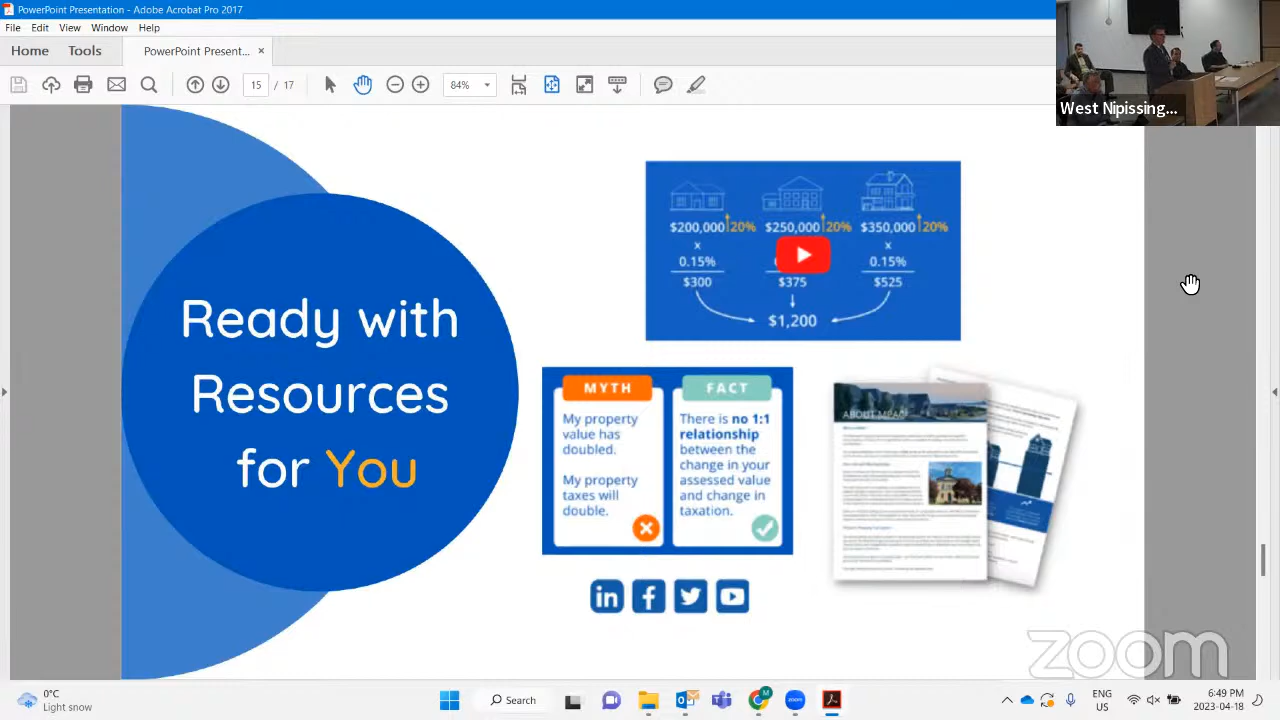 PowerPoint Presentation - Adobe Acrobat Pro 2017
File Edit View Window Help
Home Tools PowerPoint Present... ×
15 / 17 84%
West Nipissing...
Ready with
Resources
for You
$200,000 20% $250,000 20% $350,000 20%
x x
0.15% 0.15%
$300 $375 $525
$1,200
MYTH
My property
value has
doubled.
My property
taxes will
double.
FACT
There is no 1:1
relationship
between the
change in your
assessed value
and change in
taxation.
ABOUT MPAC
in f
zoom
0°C
Light snow
Search
zoom
ENG
US
6:49 PM
2023-04-18